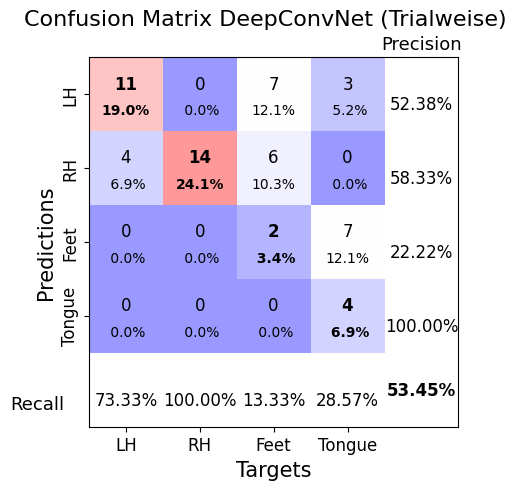 Confusion Matrix DeepConvNet (Trialwise)
Precision
LH 11 0 7 3 52.38%
19.0% 0.0% 12.1% 5.2%
RH 4 14 6 0 58.33%
6.9% 24.1% 10.3% 0.0%
Feet 0 0 2 7 22.22%
0.0% 0.0% 3.4% 12.1%
Tongue 0 0 0 4 100.00%
0.0% 0.0% 0.0% 6.9%
Predictions
Recall 73.33% 100.00% 13.33% 28.57% 53.45%
LH RH Feet Tongue
Targets